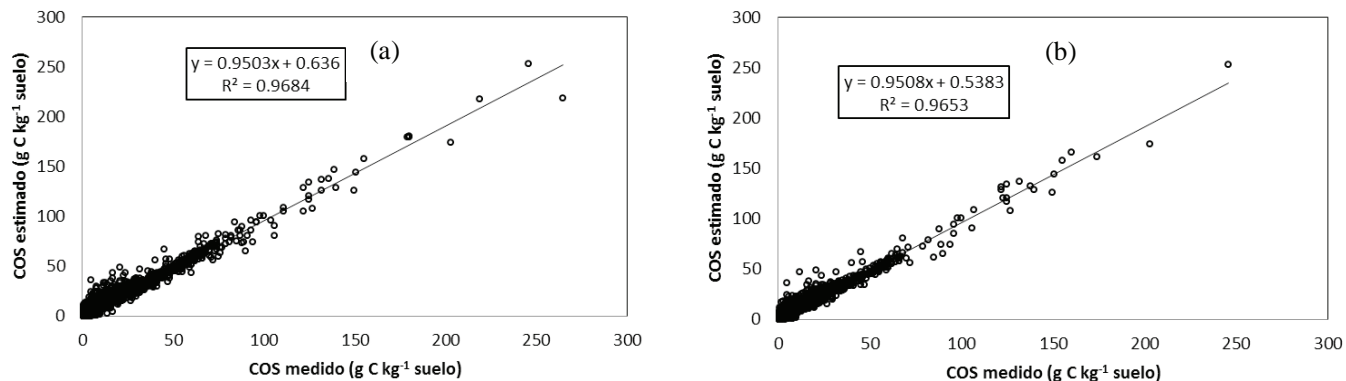 (a)
y = 0.9503x + 0.636
R² = 0.9684
COS estimado (g C kg⁻¹ suelo)
300
250
200
150
100
50
0
0 50 100 150 200 250 300
COS medido (g C kg⁻¹ suelo)
(b)
y = 0.9508x + 0.5383
R² = 0.9653
COS estimado (g C kg⁻¹ suelo)
300
250
200
150
100
50
0
0 50 100 150 200 250 300
COS medido (g C kg⁻¹ suelo)